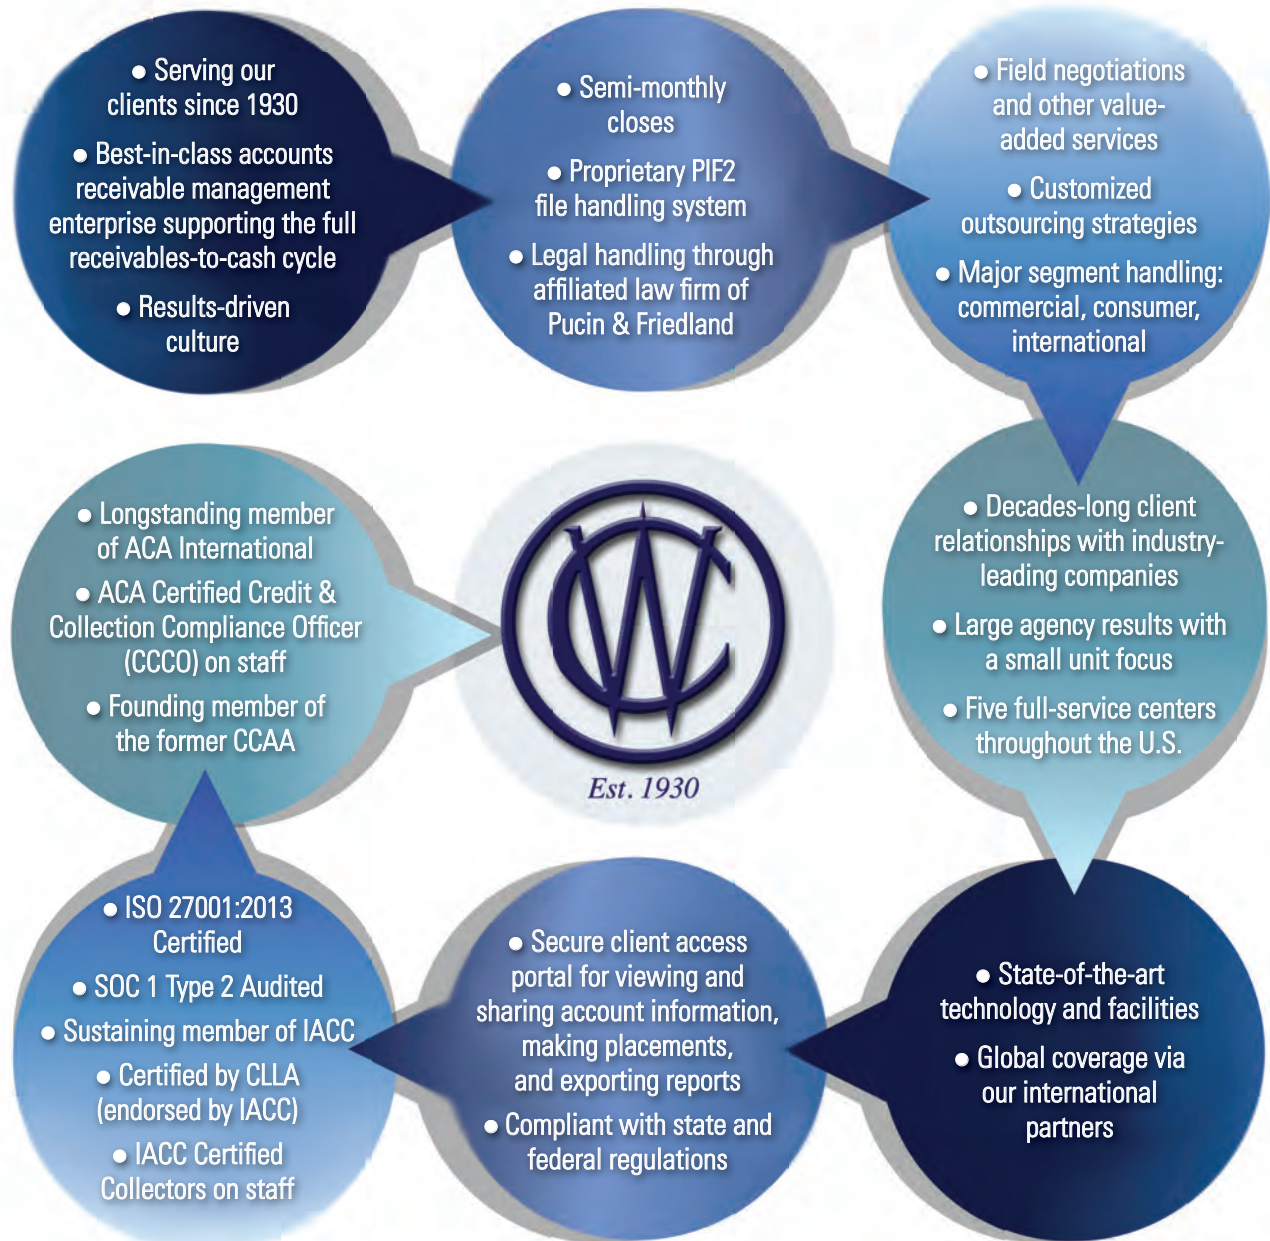 ● Serving our
clients since 1930
● Best-in-class accounts
receivable management
enterprise supporting the full
receivables-to-cash cycle
● Results-driven
culture
● Semi-monthly
closes
● Proprietary PIF2
file handling system
● Legal handling through
affiliated law firm of
Pucin & Friedland
● Field negotiations
and other value-
added services
● Customized
outsourcing strategies
● Major segment handling:
commercial, consumer,
international
● Decades-long client
relationships with industry-
leading companies
● Large agency results with
a small unit focus
● Five full-service centers
throughout the U.S.
● State-of-the-art
technology and facilities
● Global coverage via
our international
partners
● Secure client access
portal for viewing and
sharing account information,
making placements,
and exporting reports
● Compliant with state and
federal regulations
● ISO 27001:2013
Certified
● SOC 1 Type 2 Audited
● Sustaining member of IACC
● Certified by CLLA
(endorsed by IACC)
● IACC Certified
Collectors on staff
● Longstanding member
of ACA International
● ACA Certified Credit &
Collection Compliance Officer
(CCCO) on staff
● Founding member of
the former CCAA
WC
Est. 1930